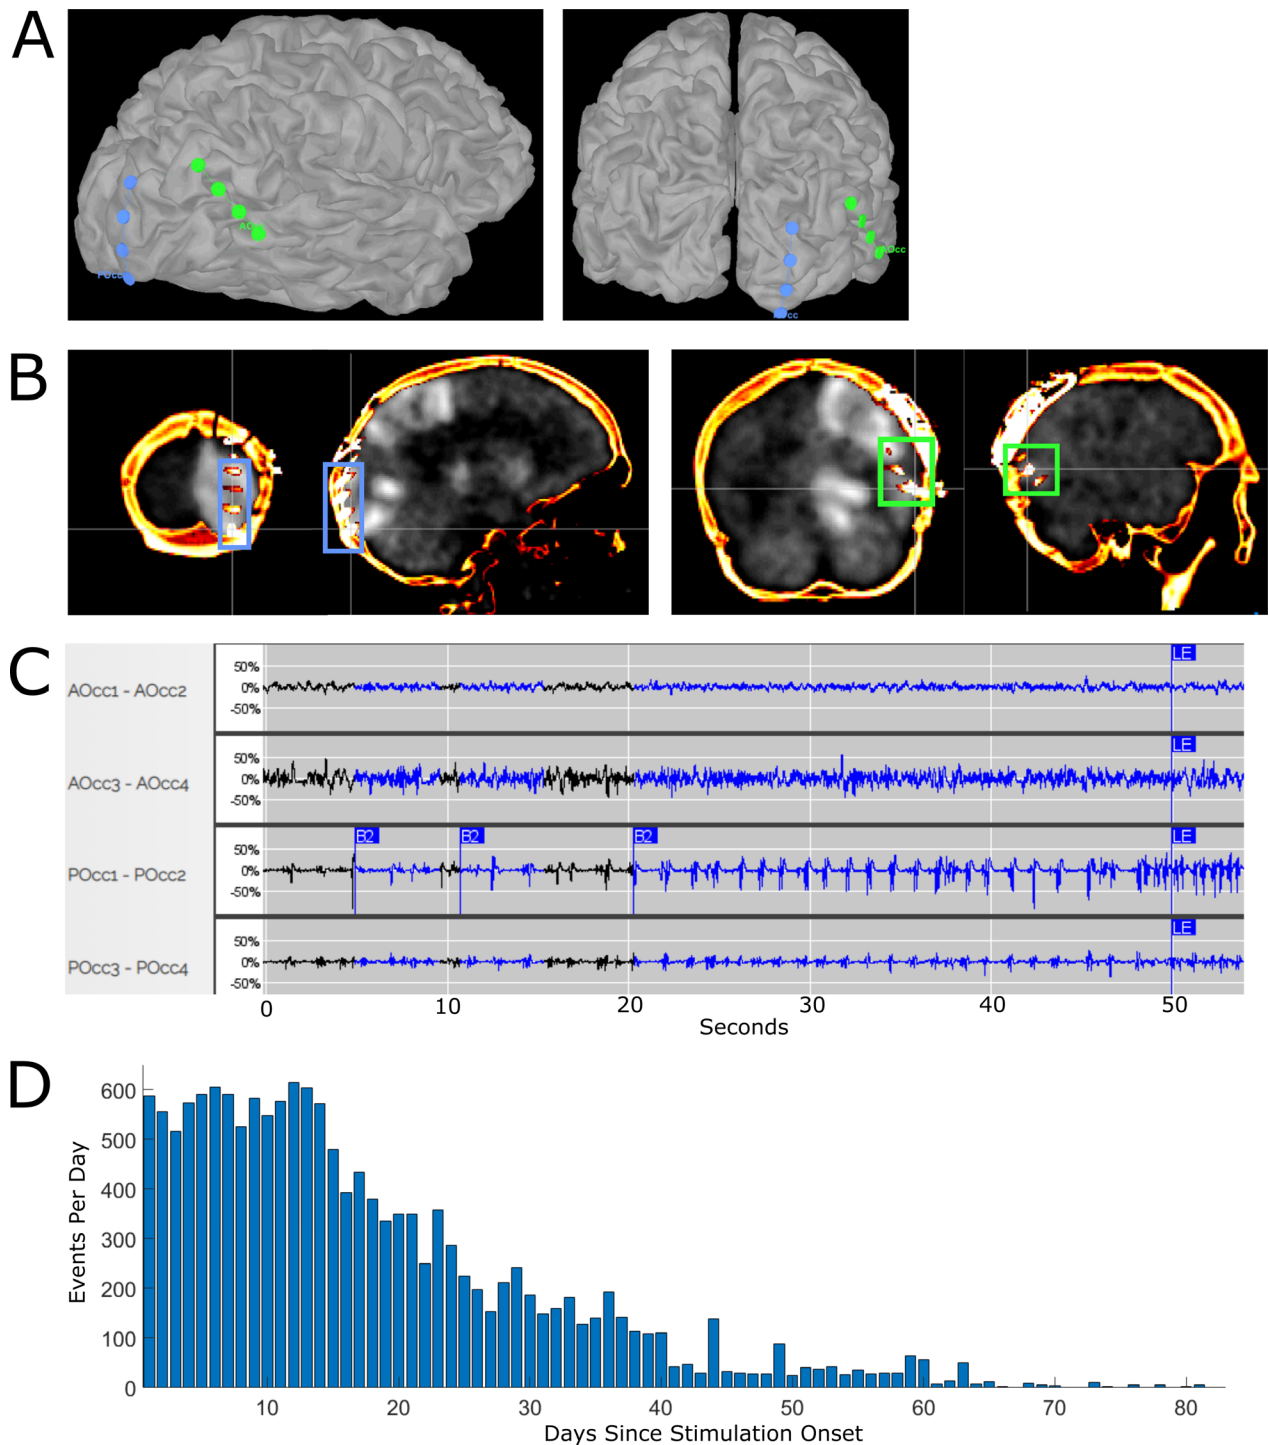 A
AOcc
POcc
AOcc
POcc
B
C
LE
AOcc1 - AOcc2
50%
0%
-50%
LE
AOcc3 - AOcc4
50%
0%
-50%
B2 B2 B2 LE
POcc1 - POcc2
50%
0%
-50%
LE
POcc3 - POcc4
50%
0%
-50%
0 10 20 30 40 50
Seconds
D
Events Per Day
600
500
400
300
200
100
0
10 20 30 40 50 60 70 80
Days Since Stimulation Onset